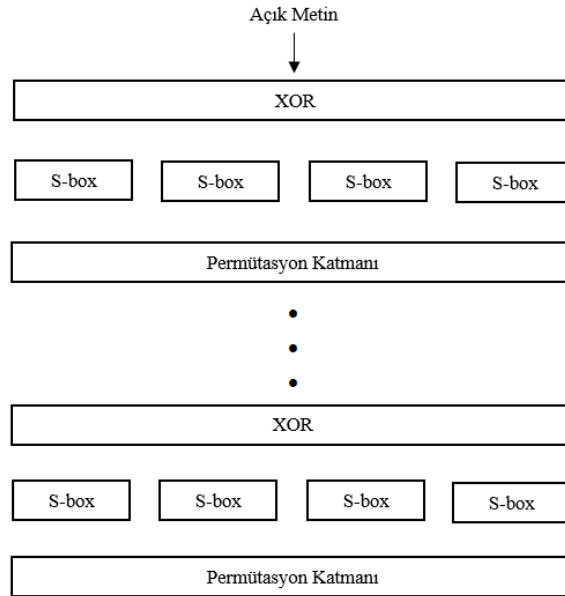 Açık Metin
XOR
S-box S-box S-box S-box
Permütasyon Katmanı
XOR
S-box S-box S-box S-box
Permütasyon Katmanı